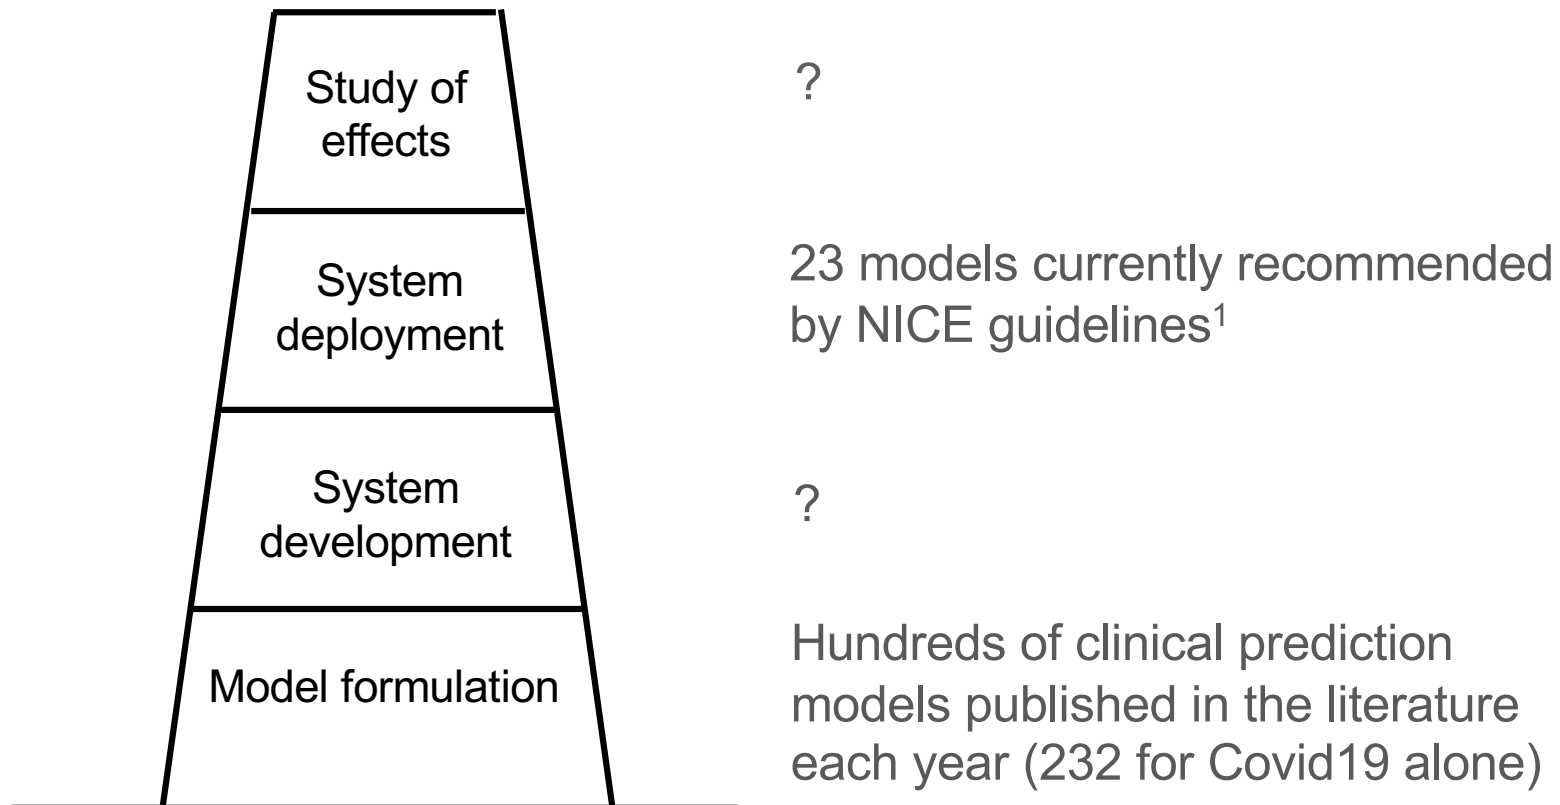 Study of
effects
?
System
deployment
23 models currently recommended
by NICE guidelines¹
System
development
?
Model formulation
Hundreds of clinical prediction
models published in the literature
each year (232 for Covid19 alone)